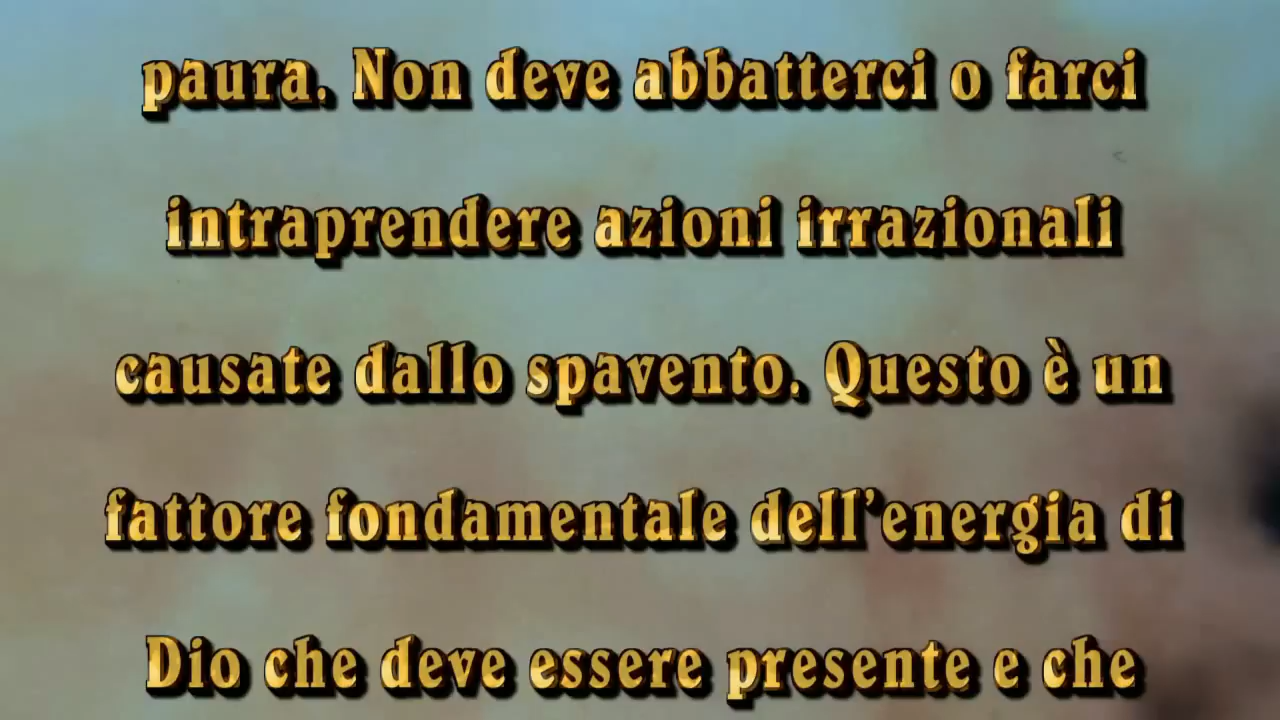 paura. Non deve abbatterci o farci
intraprendere azioni irrazionali
causate dallo spavento. Questo è un
fattore fondamentale dell’energia di
Dio che deve essere presente e che